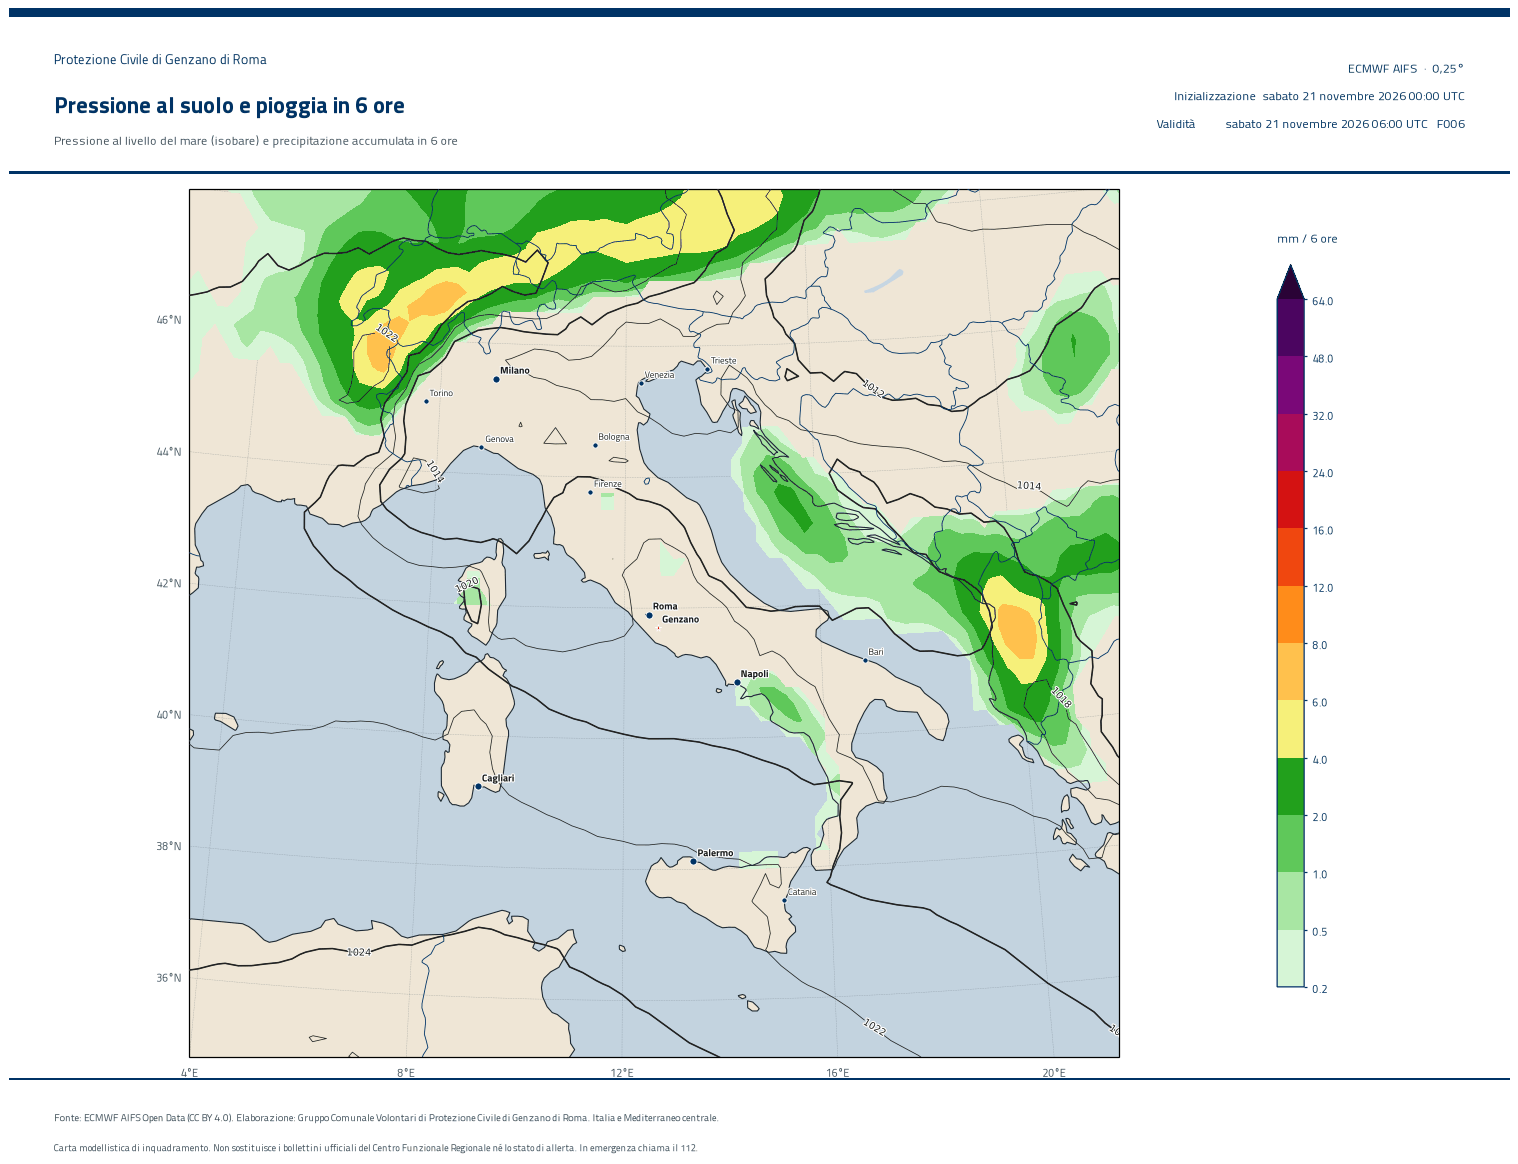 Protezione Civile di Genzano di Roma
Pressione al suolo e pioggia in 6 ore
Pressione al livello del mare (isobare) e precipitazione accumulata in 6 ore
ECMWF AIFS · 0,25°
Inizializzazione sabato 21 novembre 2026 00:00 UTC
Validità sabato 21 novembre 2026 06:00 UTC F006
mm / 6 ore
64.0
48.0
32.0
24.0
16.0
12.0
8.0
6.0
4.0
2.0
1.0
0.5
0.2
46°N
44°N
42°N
40°N
38°N
36°N
4°E
8°E
12°E
16°E
20°E
1022
Milano
Torino
Venezia
Trieste
1012
Genova
Bologna
1014
Firenze
1014
1020
Roma
Genzano
Bari
Napoli
1018
Cagliari
Palermo
Catania
1024
1022
Fonte: ECMWF AIFS Open Data (CC BY 4.0). Elaborazione: Gruppo Comunale Volontari di Protezione Civile di Genzano di Roma. Italia e Mediterraneo centrale.
Carta modellistica di inquadramento. Non sostituisce i bollettini ufficiali del Centro Funzionale Regionale né lo stato di allerta. In emergenza chiama il 112.